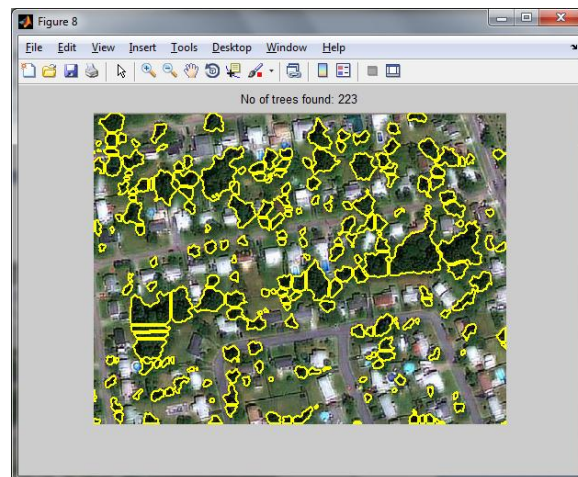 Figure 8
File Edit View Insert Tools Desktop Window Help
No of trees found: 223